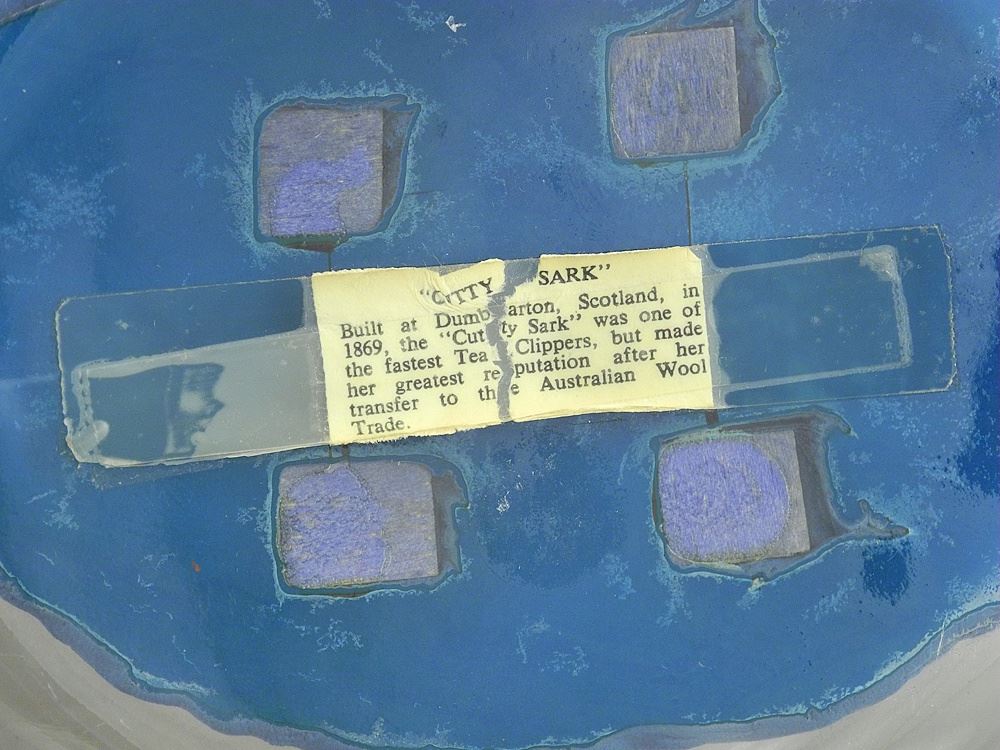 "CUTTY SARK"
Built at Dumbarton, Scotland, in
1869, the "Cutty Sark" was one of
the fastest Tea Clippers, but made
her greatest reputation after her
transfer to the Australian Wool
Trade.